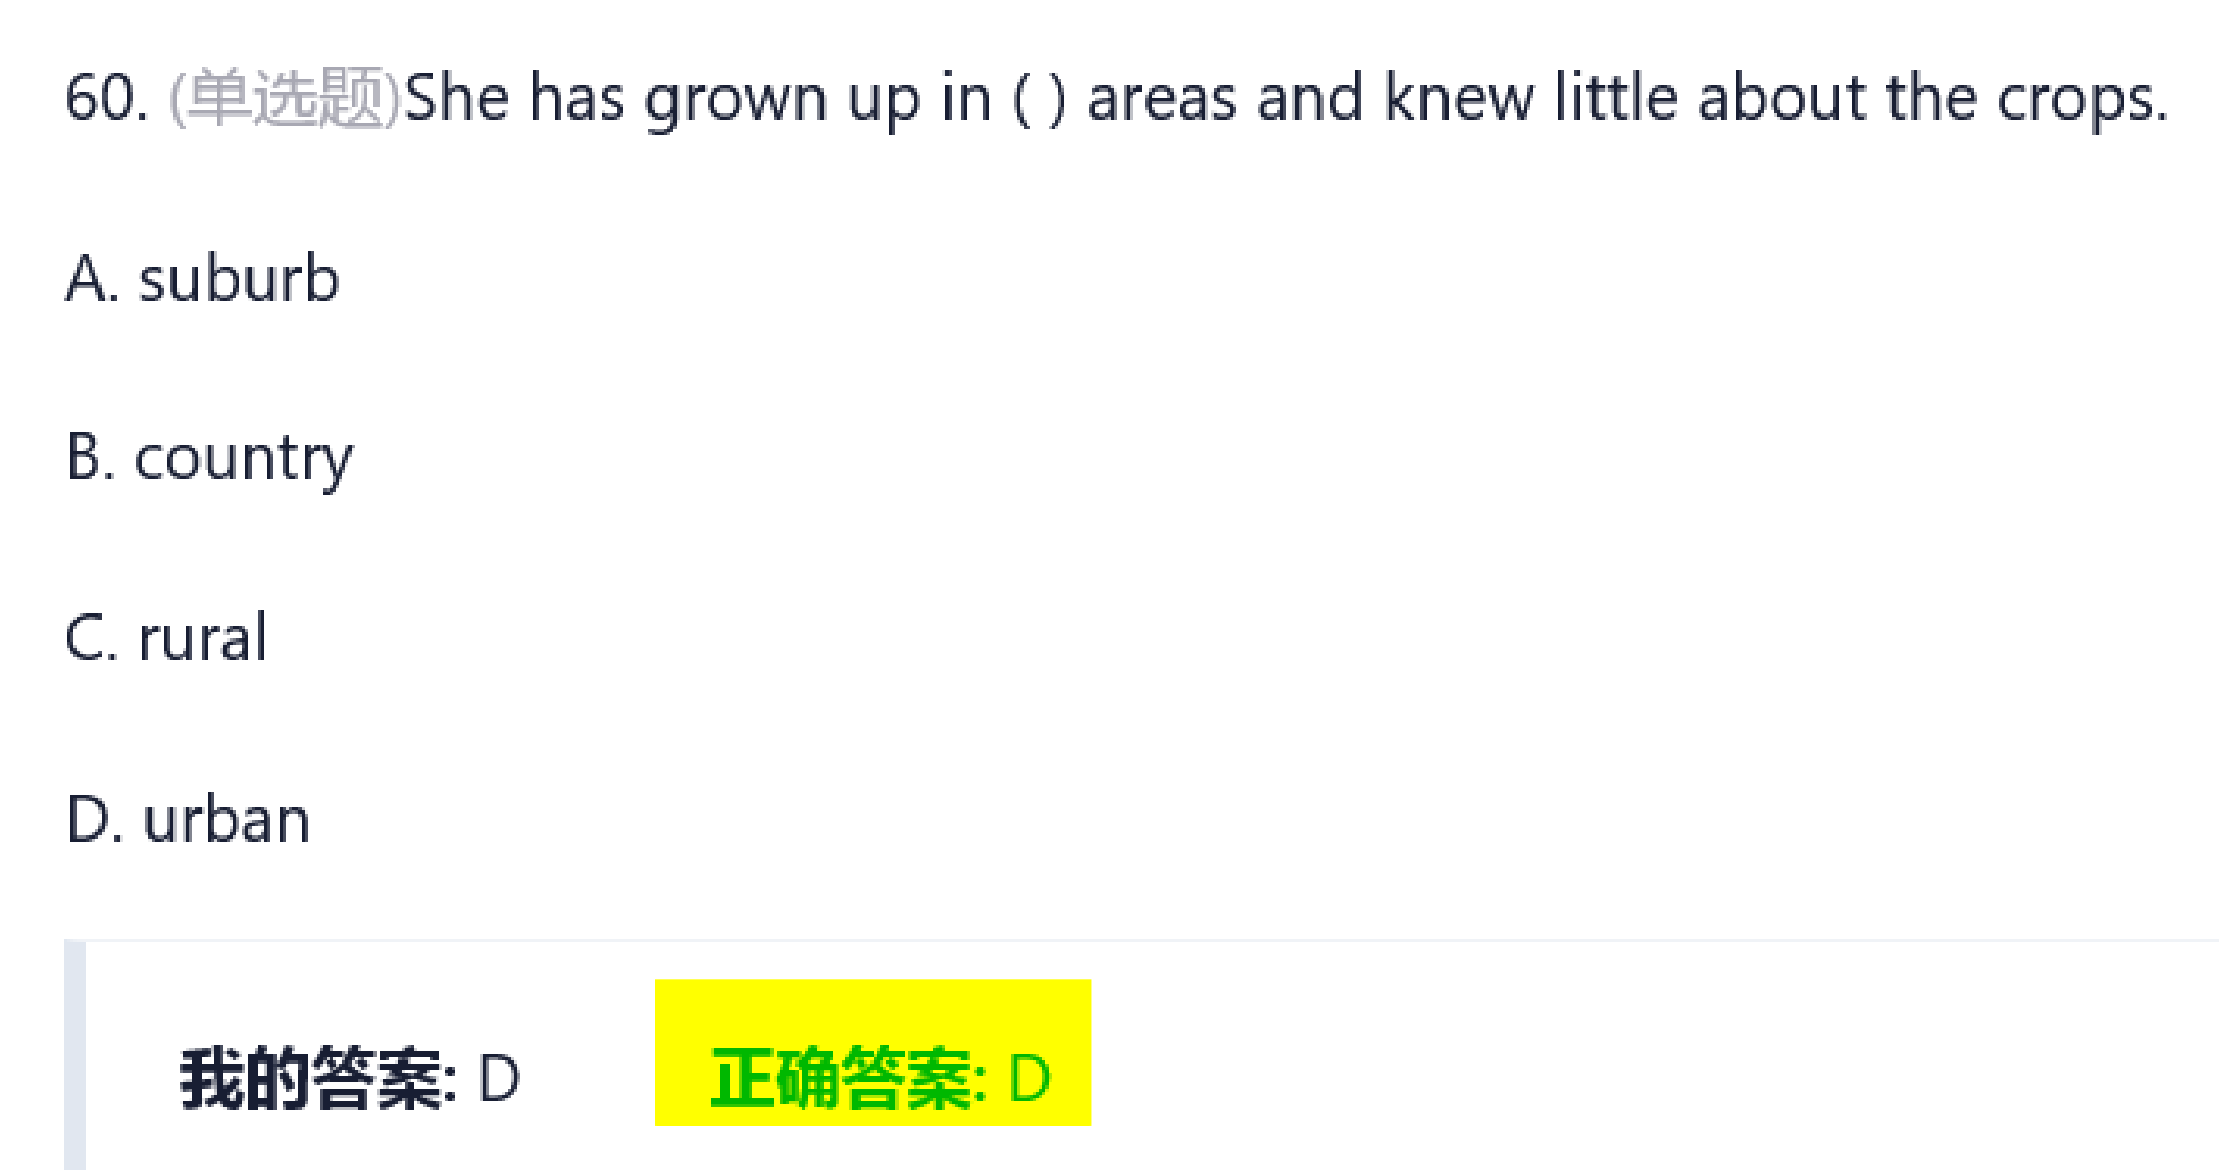 60. (单选题)She has grown up in ( ) areas and knew little about the crops.
A. suburb
B. country
C. rural
D. urban
我的答案: D 正确答案: D